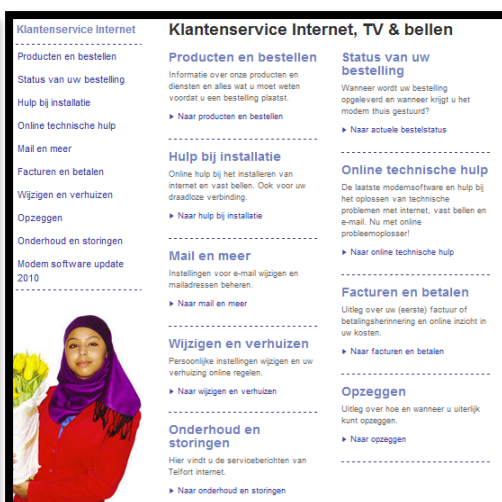 Klantenservice Internet
Producten en bestellen
Status van uw bestelling
Hulp bij installatie
Online technische hulp
Mail en meer
Facturen en betalen
Wijzigen en verhuizen
Opzeggen
Onderhoud en storingen
Modem software update
2010
Klantenservice Internet, TV & bellen
Producten en bestellen
Informatie over onze producten en
diensten en alles wat u moet weten
voordat u een bestelling plaatst.
Naar producten en bestellen
Hulp bij installatie
Online hulp bij het installeren van
internet en vast bellen. Ook voor uw
draadloze verbinding.
Naar hulp bij installatie
Mail en meer
Instellingen voor e-mail wijzigen en
mailadressen beheren.
Naar mail en meer
Wijzigen en verhuizen
Persoonlijke instellingen wijzigen en uw
verhuizing online regelen.
Naar wijzigen en verhuizen
Onderhoud en
storingen
Hier vindt u de serviceberichten van
Telfort internet.
Naar onderhoud en storingen
Status van uw
bestelling
Wanneer wordt uw bestelling
opgeleverd en wanneer krijgt u het
modem thuis gestuurd?
Naar actuele bestelstatus
Online technische hulp
De laatste modemsoftware en hulp bij
het oplossen van technische
problemen met internet, vast bellen en
e-mail. Nu met online
probleemoplosser!
Naar online technische hulp
Facturen en betalen
Uitleg over uw (eerste) factuur of
betalingsherinnering en online inzicht in
uw kosten.
Naar facturen en betalen
Opzeggen
Uitleg over hoe en wanneer u uiterlijk
kunt opzeggen.
Naar opzeggen